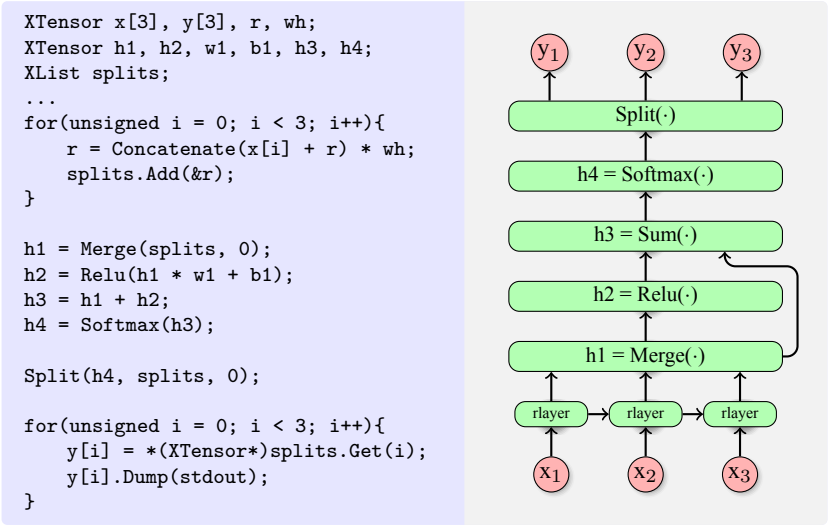 XTensor x[3], y[3], r, wh;
XTensor h1, h2, w1, b1, h3, h4;
XList splits;
...
for(unsigned i = 0; i < 3; i++){
    r = Concatenate(x[i] + r) * wh;
    splits.Add(&r);
}

h1 = Merge(splits, 0);
h2 = Relu(h1 * w1 + b1);
h3 = h1 + h2;
h4 = Softmax(h3);

Split(h4, splits, 0);

for(unsigned i = 0; i < 3; i++){
    y[i] = *(XTensor*)splits.Get(i);
    y[i].Dump(stdout);
}

y₁ y₂ y₃
Split(·)
h4 = Softmax(·)
h3 = Sum(·)
h2 = Relu(·)
h1 = Merge(·)
rlayer rlayer rlayer
x₁ x₂ x₃